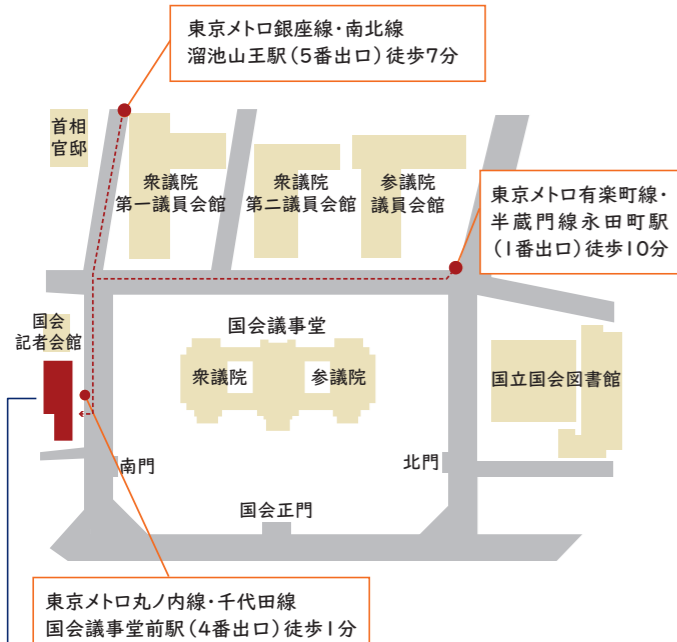 東京メトロ銀座線・南北線
溜池山王駅(5番出口)徒歩7分
首相
官邸
衆議院
第一議員会館
衆議院
第二議員会館
参議院
議員会館
東京メトロ有楽町線・
半蔵門線永田町駅
(1番出口)徒歩10分
国会
記者会館
国会議事堂
衆議院
参議院
国立国会図書館
南門
北門
国会正門
東京メトロ丸ノ内線・千代田線
国会議事堂前駅(4番出口)徒歩1分